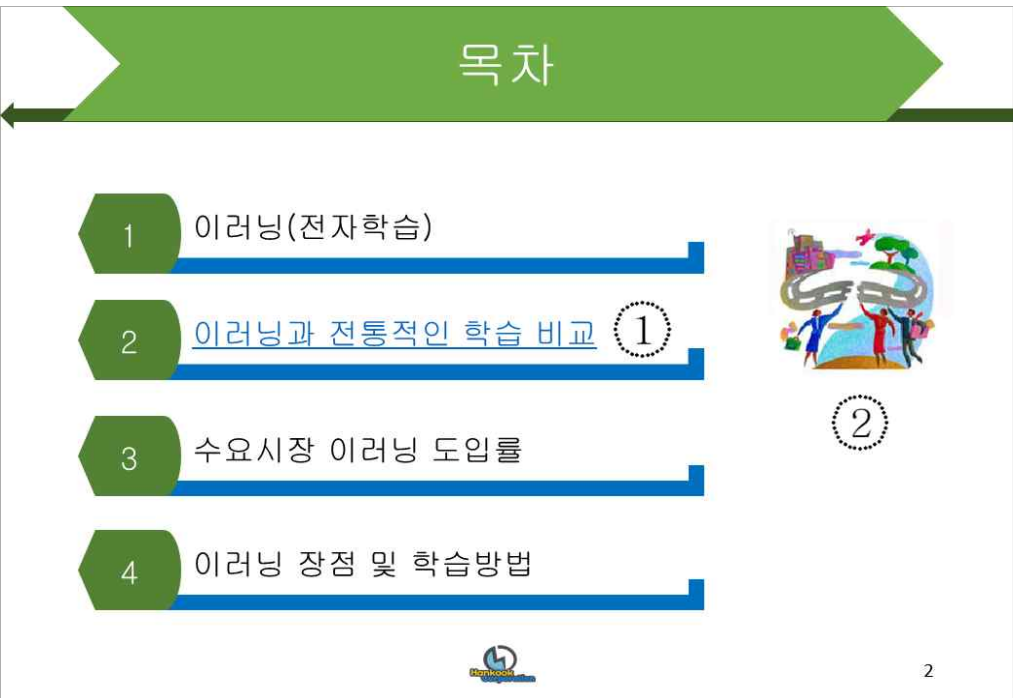 목차
1 이러닝(전자학습)
2 이러닝과 전통적인 학습 비교 ①
3 수요시장 이러닝 도입률
4 이러닝 장점 및 학습방법
②
Hankook
Corporation
2